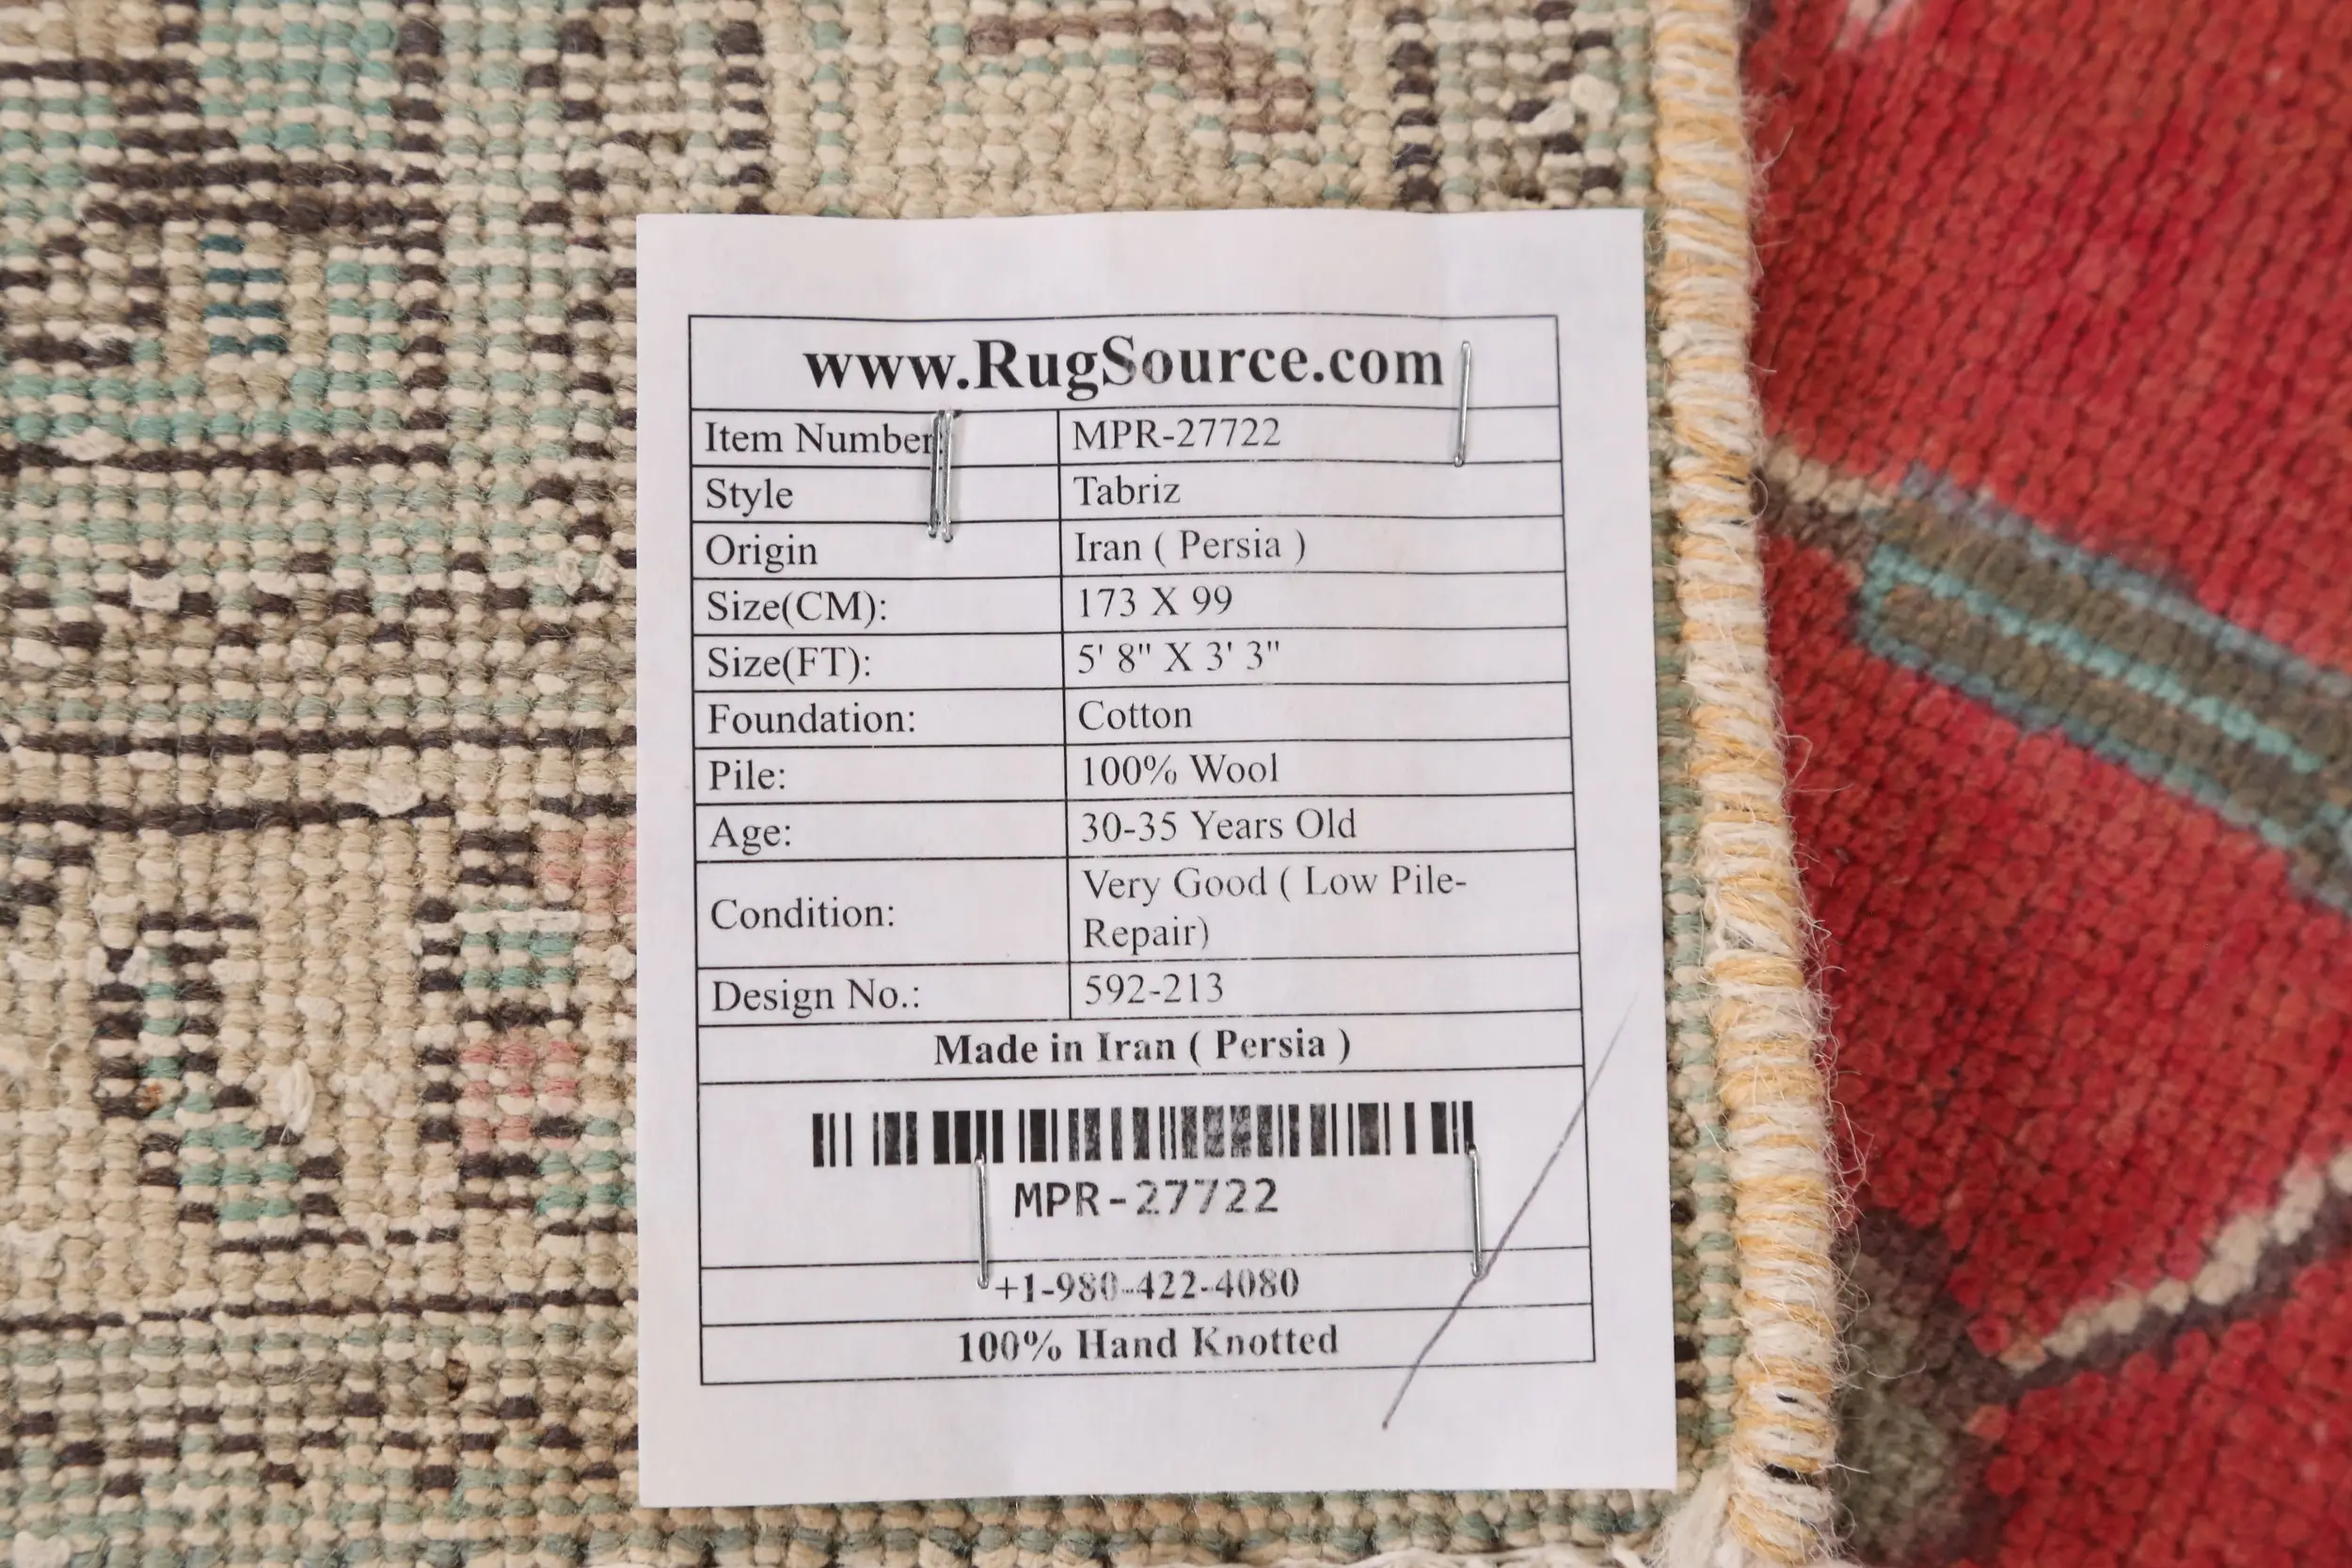 www.RugSource.com
Item Number MPR-27722
Style Tabriz
Origin Iran ( Persia )
Size(CM): 173 X 99
Size(FT): 5' 8" X 3' 3"
Foundation: Cotton
Pile: 100% Wool
Age: 30-35 Years Old
Condition: Very Good ( Low Pile-
Repair)
Design No.: 592-213
Made in Iran ( Persia )
MPR-27722
+1-980-422-4080
100% Hand Knotted